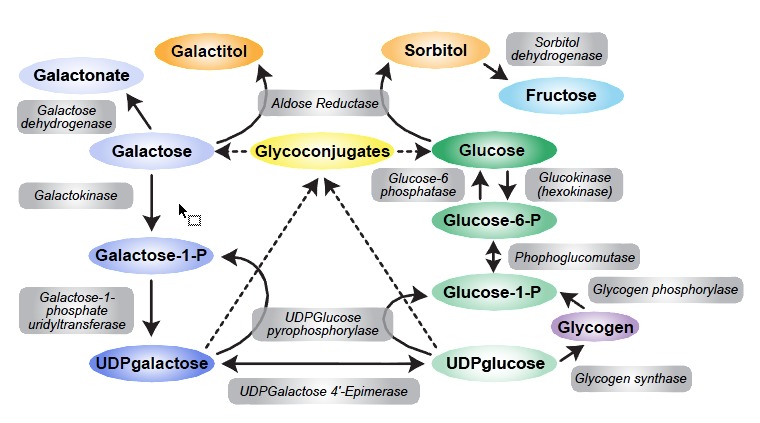 Galactitol
Sorbitol
Sorbitol
dehydrogenase
Galactonate
Fructose
Galactose
dehydrogenase
Aldose Reductase
Galactose
Glycoconjugates
Glucose
Glucose-6
phosphatase
Glucokinase
(hexokinase)
Galactokinase
Glucose-6-P
Galactose-1-P
Phophoglucomutase
Glucose-1-P
Glycogen phosphorylase
Galactose-1-
phosphate
uridyltransferase
UDPGlucose
pyrophosphorylase
Glycogen
UDPgalactose
UDPglucose
Glycogen synthase
UDPGalactose 4'-Epimerase